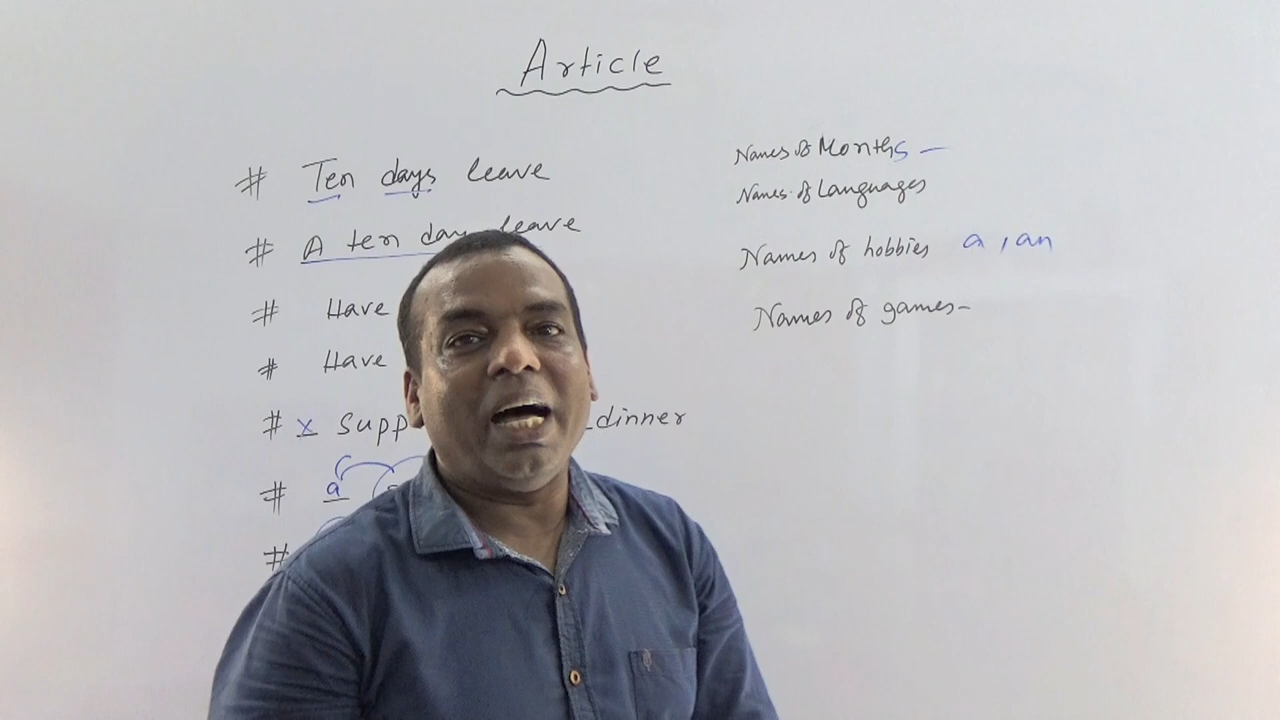 Article
# Ten days leave
# A ten day leave
# Have
# Have
# x Supp dinner
# a
#
Names of Months –
Names of Languages
Names of hobbies a, an
Names of games –